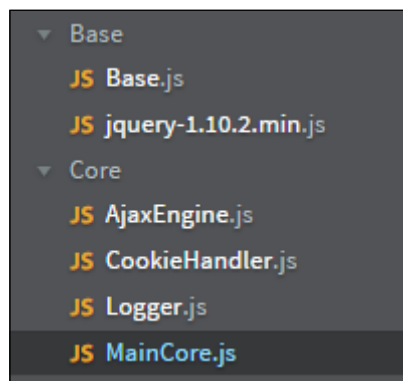 Base
JS Base.js
JS jquery-1.10.2.min.js
Core
JS AjaxEngine.js
JS CookieHandler.js
JS Logger.js
JS MainCore.js